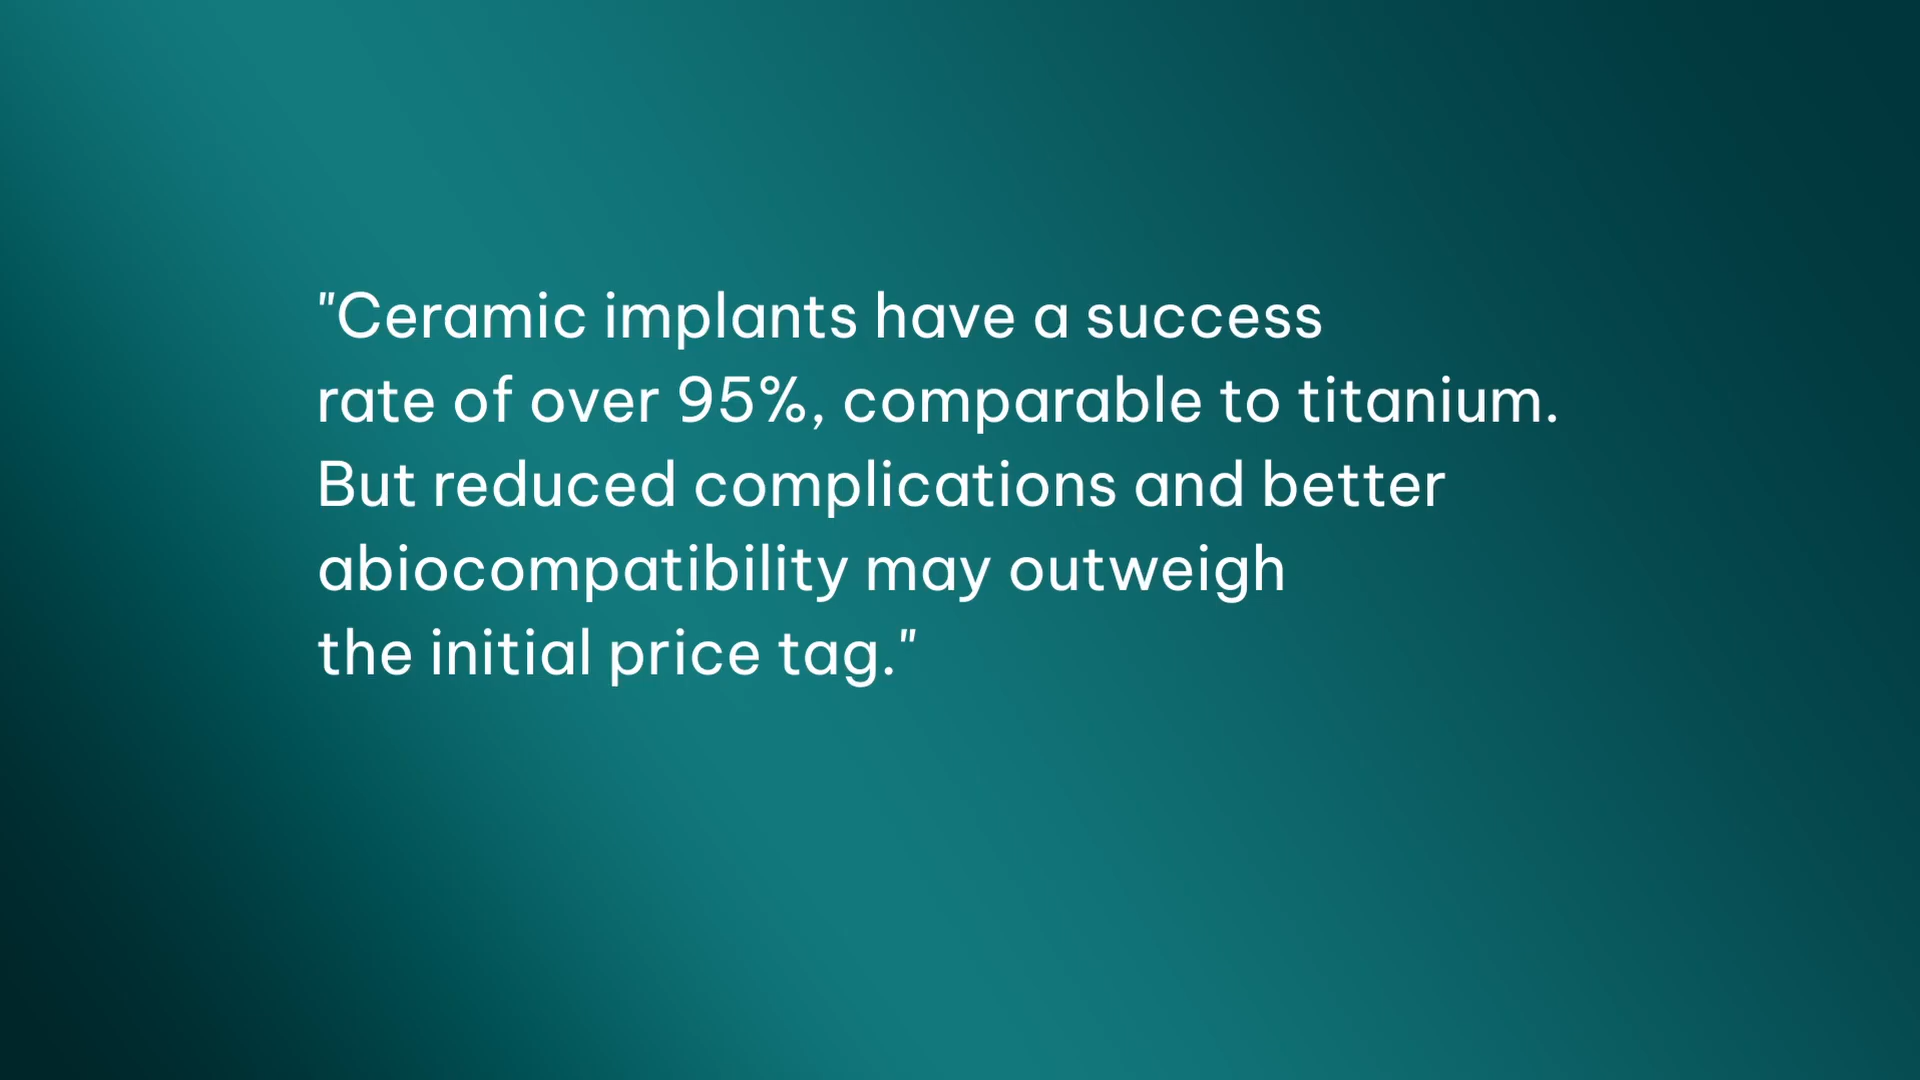 "Ceramic implants have a success
rate of over 95%, comparable to titanium.
But reduced complications and better
abiocompatibility may outweigh
the initial price tag."